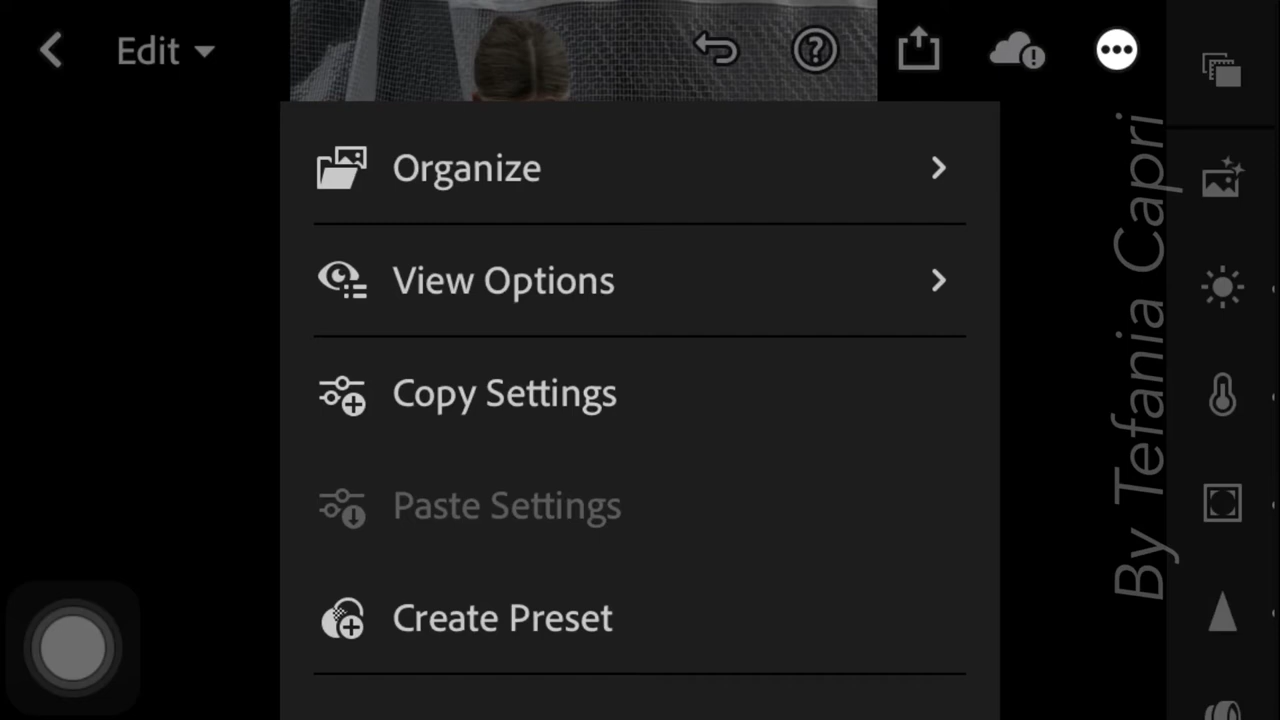 Edit
Organize
View Options
Copy Settings
Paste Settings
Create Preset
By Tefania Capri